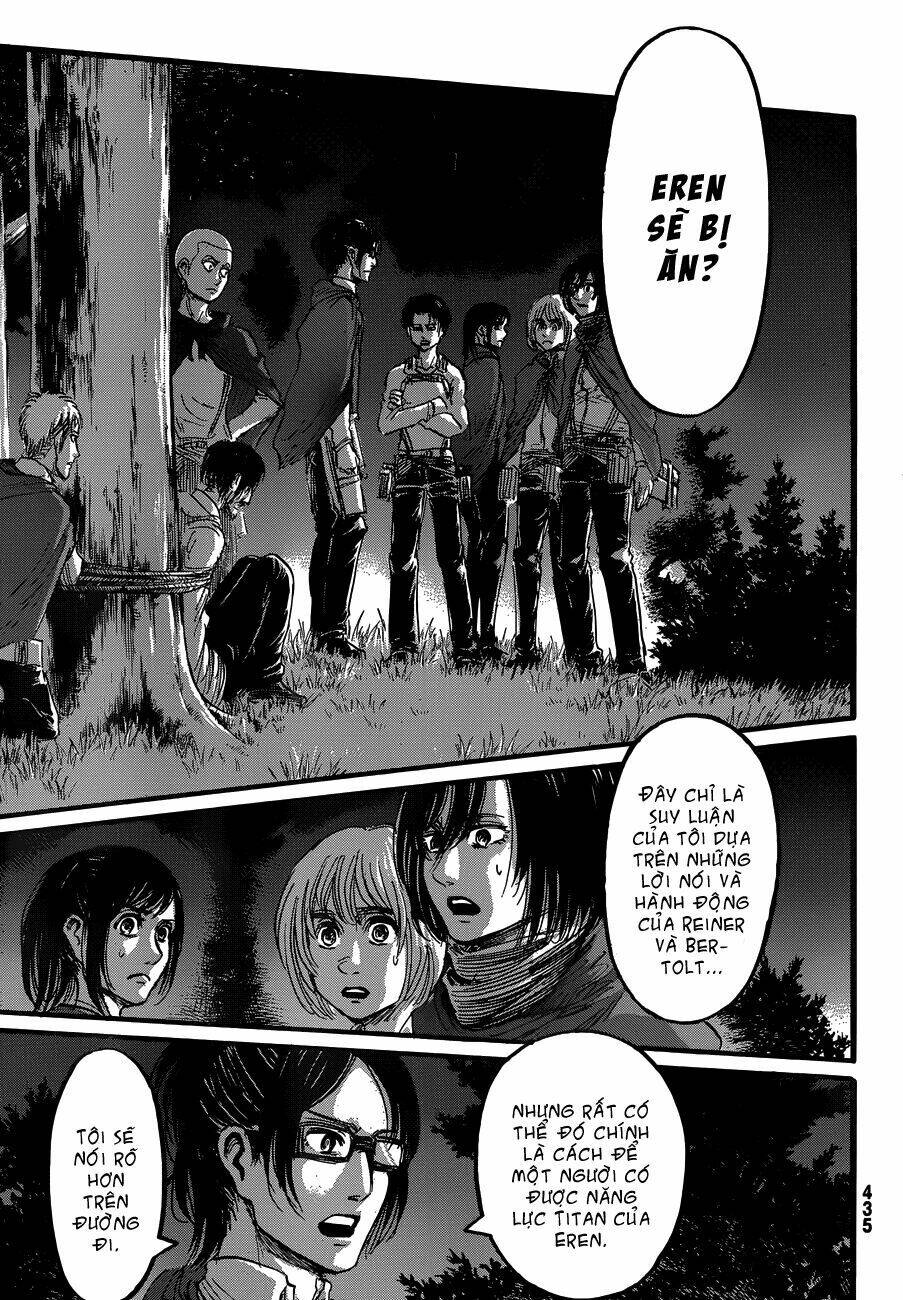 EREN
SẼ BỊ
ĂN?
ĐÂY CHỈ LÀ
SUY LUẬN
CỦA TÔI DỰA
TRÊN NHỮNG
LỜI NÓI VÀ
HÀNH ĐỘNG
CỦA REINER
VÀ BER-
TOLT...
NHƯNG RẤT CÓ
THỂ ĐÓ CHÍNH
LÀ CÁCH ĐỂ
MỘT NGƯỜI CÓ
ĐƯỢC NĂNG
LỰC TITAN CỦA
EREN.
TÔI SẼ
NÓI RÕ
HƠN
TRÊN
ĐƯỜNG
ĐI.
435